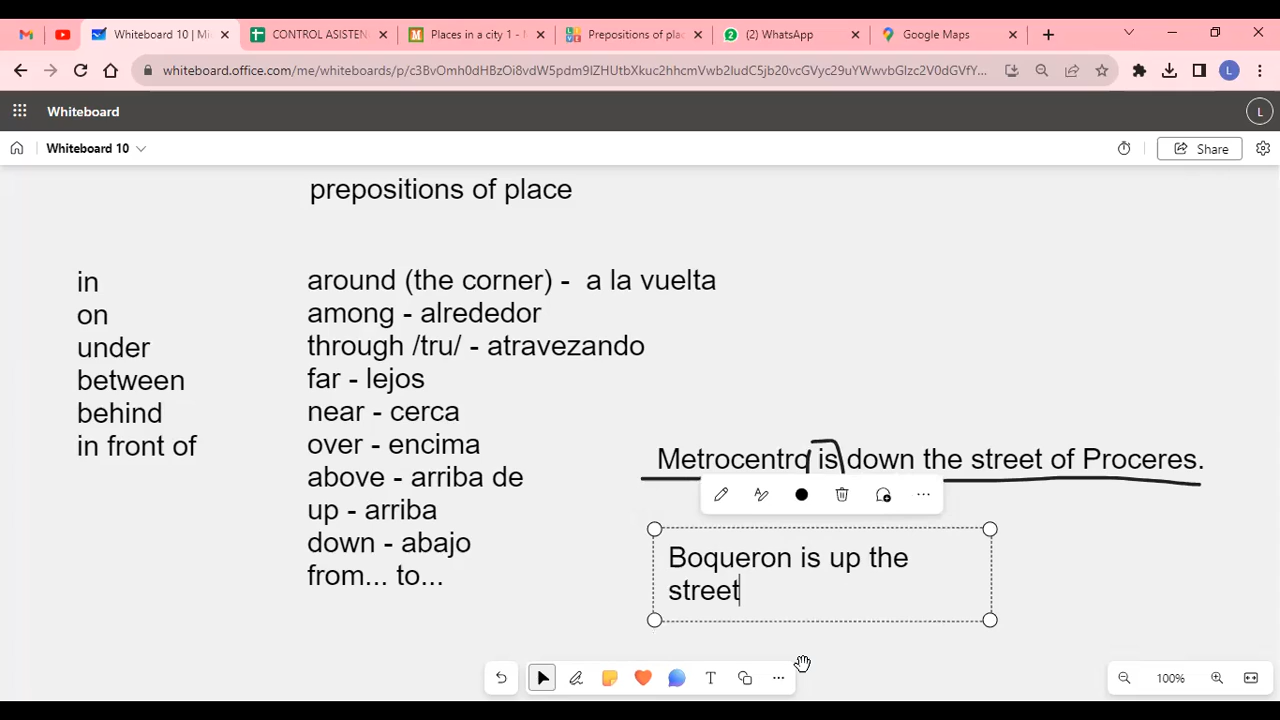 Whiteboard 10 | Mi
CONTROL ASISTEN
Places in a city 1 - M
Prepositions of plac
(2) WhatsApp
Google Maps
whiteboard.office.com/me/whiteboards/p/
L
Whiteboard
L
Whiteboard 10
Share
prepositions of place
in
on
under
between
behind
in front of
around (the corner) - a la vuelta
among - alrededor
through /tru/ - atravezando
far - lejos
near - cerca
over - encima
above - arriba de
up - arriba
down - abajo
from... to...
Metrocentro is down the street of Proceres.
Boqueron is up the
street
100%